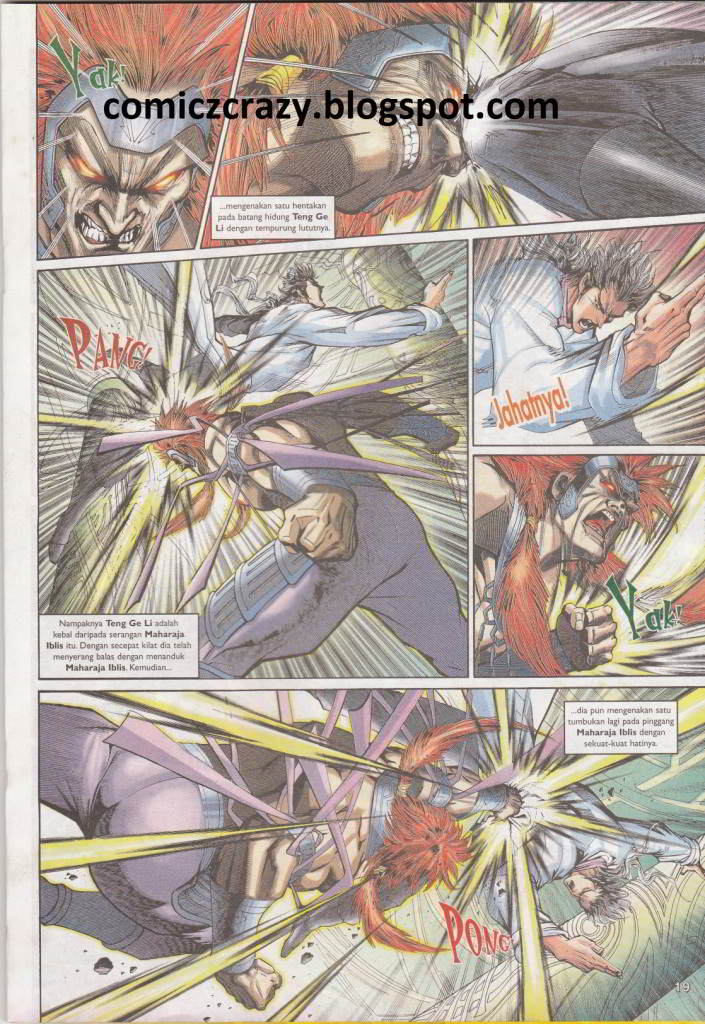 Yak!
comiczcrazy.blogspot.com
...mengenakan satu hentakan
pada batang hidung Teng Ge
Li dengan tempurung lututnya.
PANG!
Jahatnya!
Nampaknya Teng Ge Li adalah
kebal daripada serangan Maharaja
Iblis itu. Dengan secepat kilat dia telah
menyerang balas dengan menanduk
Maharaja Iblis. Kemudian...
Yak!
...dia pun mengenakan satu
tumbukan lagi pada pinggang
Maharaja Iblis dengan
sekuat-kuat hatinya.
PONG!
19